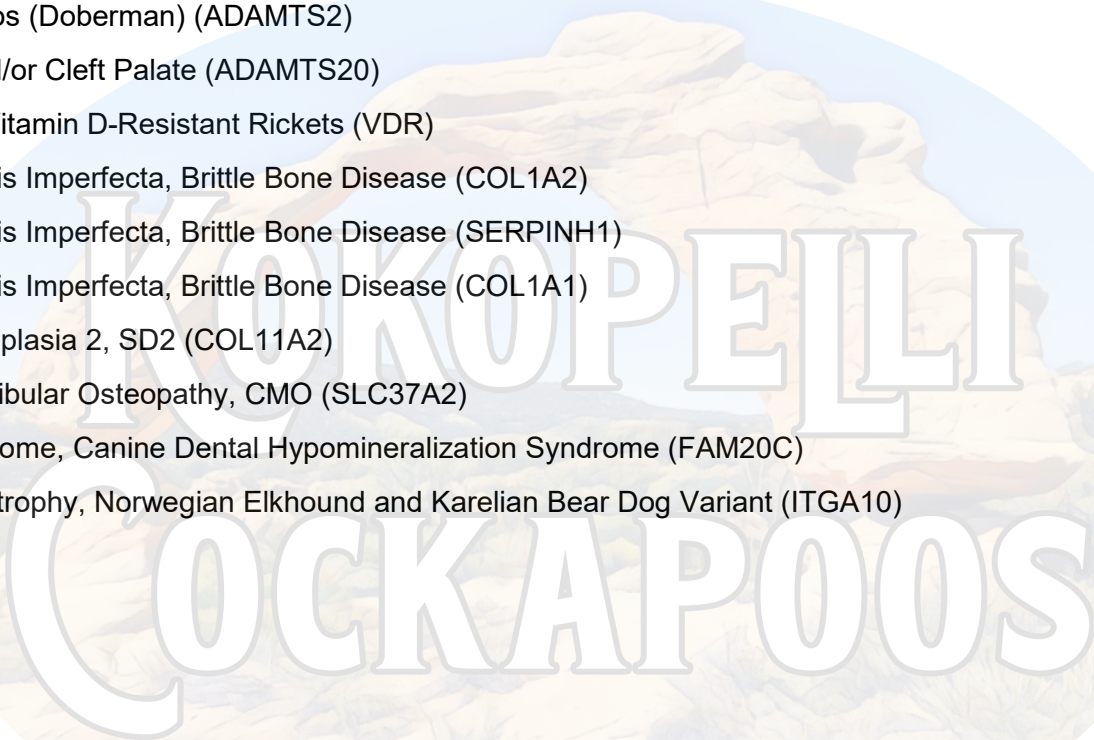 os (Doberman) (ADAMTS2)
l/or Cleft Palate (ADAMTS20)
itamin D-Resistant Rickets (VDR)
is Imperfecta, Brittle Bone Disease (COL1A2)
is Imperfecta, Brittle Bone Disease (SERPINH1)
is Imperfecta, Brittle Bone Disease (COL1A1)
plasia 2, SD2 (COL11A2)
ibular Osteopathy, CMO (SLC37A2)
ome, Canine Dental Hypomineralization Syndrome (FAM20C)
trophy, Norwegian Elkhound and Karelian Bear Dog Variant (ITGA10)
KOKOPELLI
COCKAPOOS